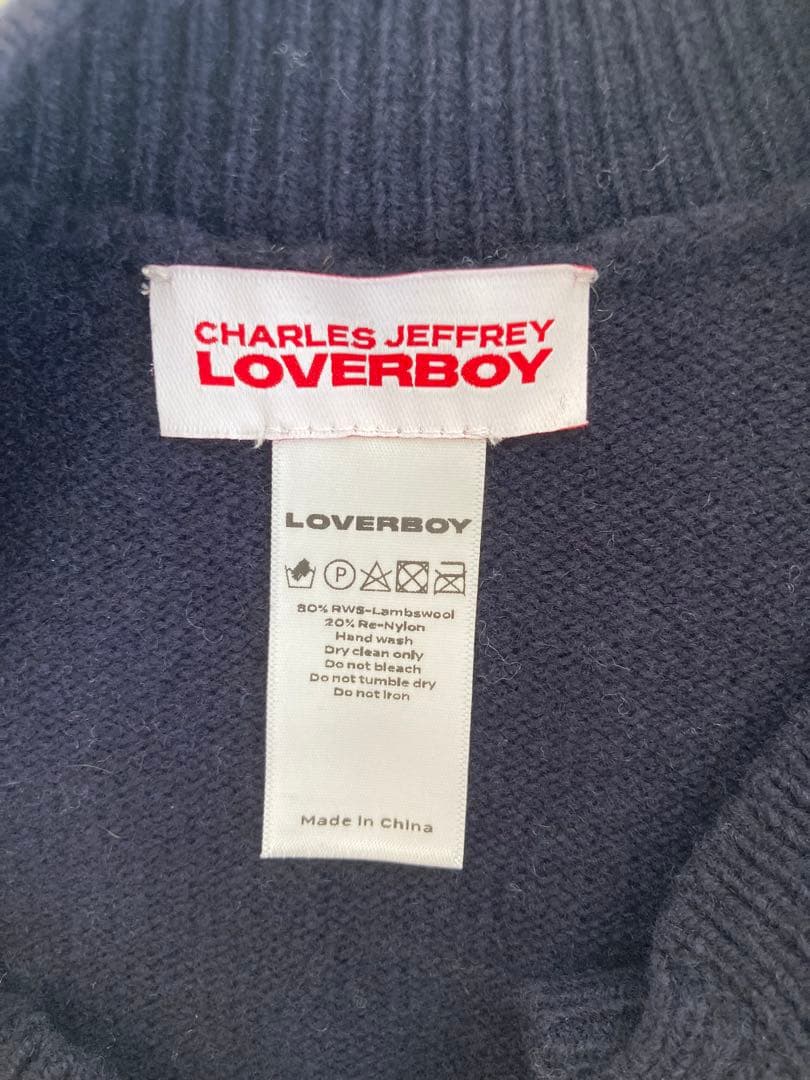 CHARLES JEFFREY
LOVERBOY
LOVERBOY
P
80% RWS-Lambswool
20% Re-Nylon
Hand wash
Dry clean only
Do not bleach
Do not tumble dry
Do not iron
Made in China